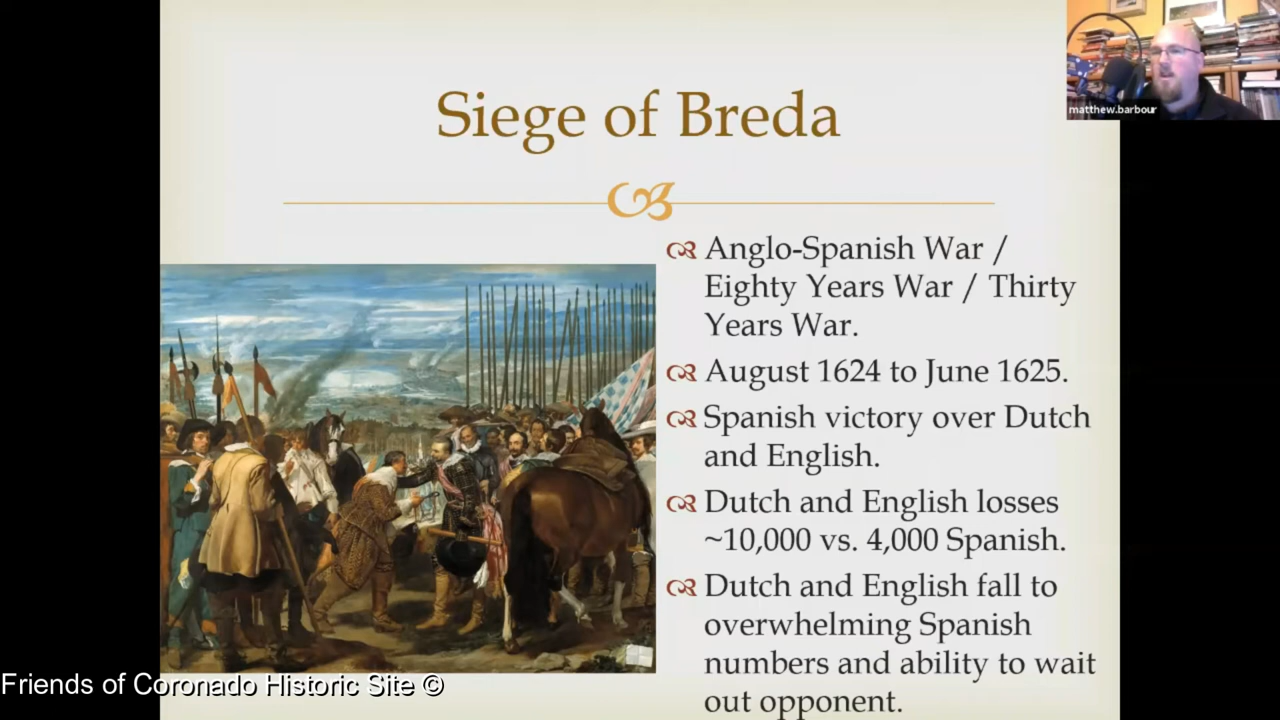 matthew.barbour
Siege of Breda
Anglo-Spanish War /
Eighty Years War / Thirty
Years War.
August 1624 to June 1625.
Spanish victory over Dutch
and English.
Dutch and English losses
~10,000 vs. 4,000 Spanish.
Dutch and English fall to
overwhelming Spanish
numbers and ability to wait
out opponent.
Friends of Coronado Historic Site ©